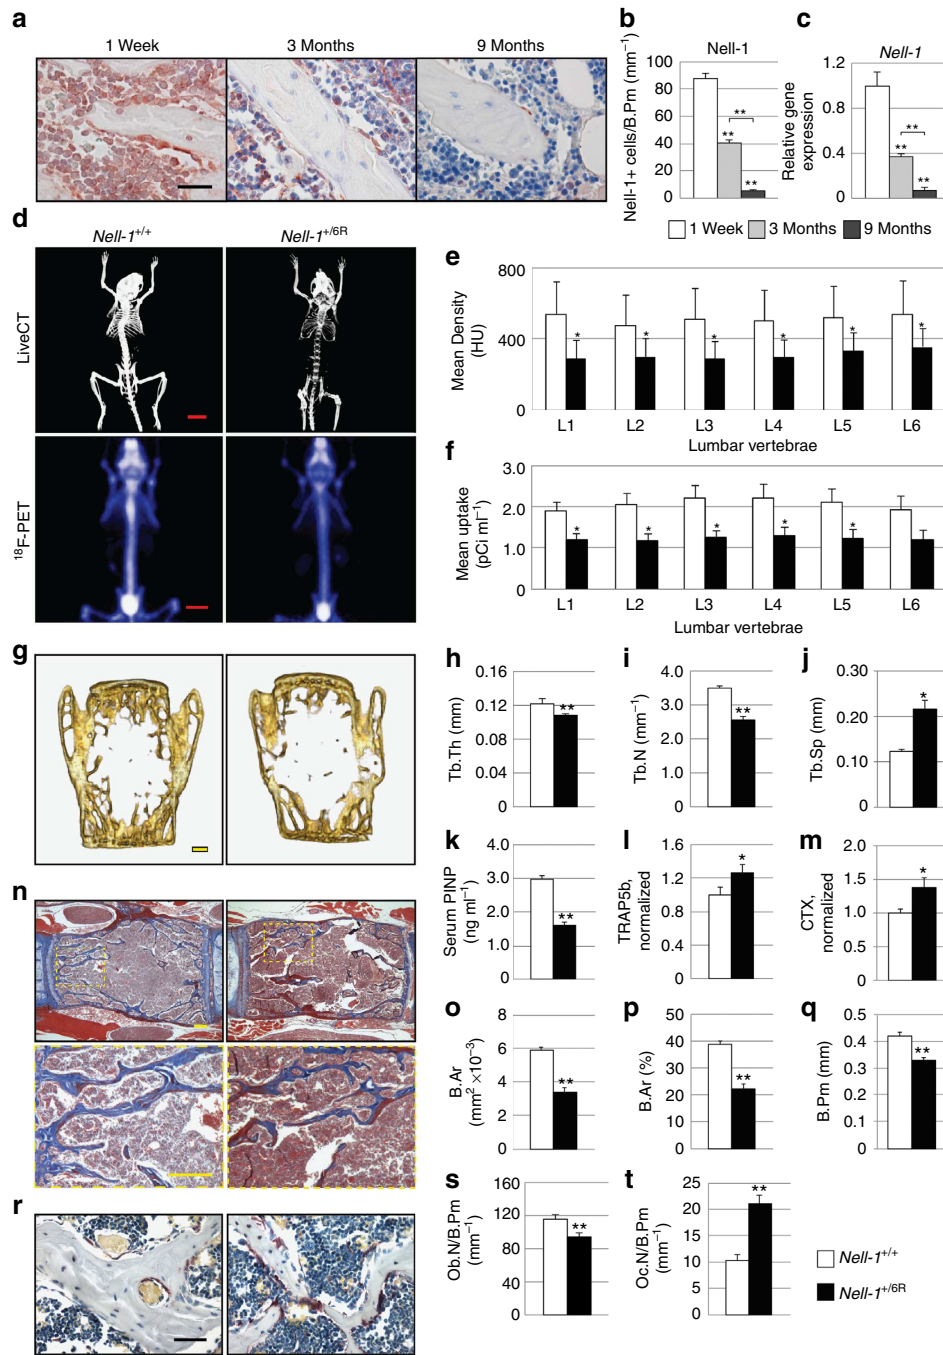 a
1 Week 3 Months 9 Months
b
Nell-1
Nell-1+ cells/B.Pm (mm⁻¹)
100
80
60
40
20
0
**
**
**
c
Nell-1
Relative gene
expression
1.2
0.8
0.4
0
**
**
**
1 Week 3 Months 9 Months
d
Nell-1⁺/⁺ Nell-1⁺/⁶ᴿ
LiveCT
¹⁸F-PET
e
Mean Density
(HU)
800
400
0
* * * * * *
L1 L2 L3 L4 L5 L6
Lumbar vertebrae
f
Mean uptake
(pCi ml⁻¹)
3.0
2.0
1.0
0
* * * * *
L1 L2 L3 L4 L5 L6
Lumbar vertebrae
g
h
Tb.Th (mm)
0.16
0.12
0.08
0.04
0
**
i
Tb.N (mm⁻¹)
4.0
3.0
2.0
1.0
0
**
j
Tb.Sp (mm)
0.30
0.20
0.10
0
*
k
Serum PINP
(ng ml⁻¹)
4.0
3.0
2.0
1.0
0
**
l
TRAP5b,
normalized
1.5
1.2
0.9
0.6
0.3
0
*
m
CTX,
normalized
2.0
1.5
1.0
0.5
0
*
n
o
B.Ar
(mm² ×10⁻³)
8
6
4
2
0
**
p
B.Ar (%)
50
40
30
20
10
0
**
q
B.Pm (mm)
0.5
0.4
0.3
0.2
0.1
0
**
r
s
Ob.N/B.Pm
(mm⁻¹)
160
120
80
40
0
**
t
Oc.N/B.Pm
(mm⁻¹)
25
20
15
10
5
0
**
Nell-1⁺/⁺
Nell-1⁺/⁶ᴿ